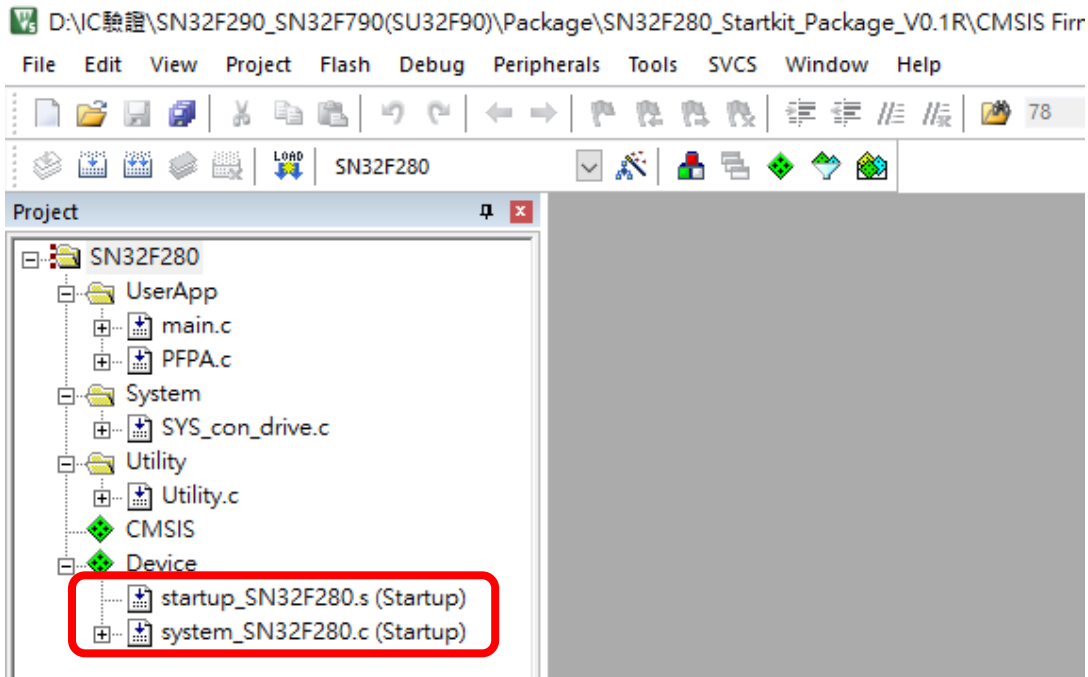 D:\IC驗證\SN32F290_SN32F790(SU32F90)\Package\SN32F280_Startkit_Package_V0.1R\CMSIS Firm
File Edit View Project Flash Debug Peripherals Tools SVCS Window Help
78
LOAD SN32F280
Project
SN32F280
UserApp
main.c
PFPA.c
System
SYS_con_drive.c
Utility
Utility.c
CMSIS
Device
startup_SN32F280.s (Startup)
system_SN32F280.c (Startup)